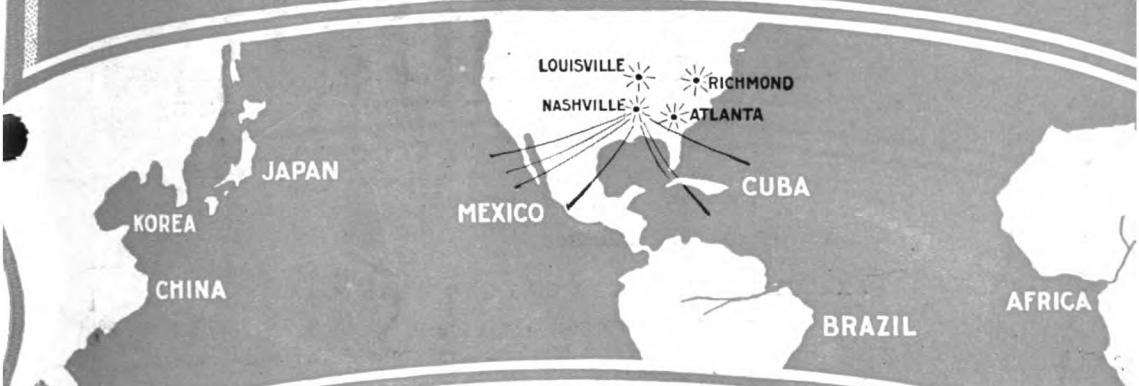 LOUISVILLE
RICHMOND
NASHVILLE
ATLANTA
JAPAN
CUBA
MEXICO
KOREA
CHINA
AFRICA
BRAZIL